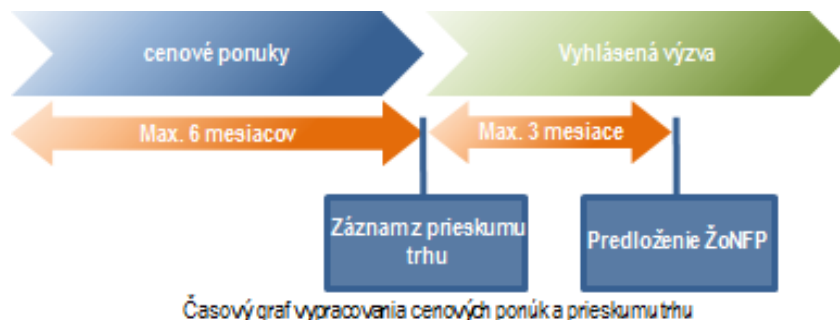 cenové ponuky
Vyhlásená výzva
Max. 6 mesiacov
Max. 3 mesiace
Záznam z prieskumu
trhu
Predloženie ŽoNFP
Časový graf vypracovania cenových ponúk a prieskumu trhu